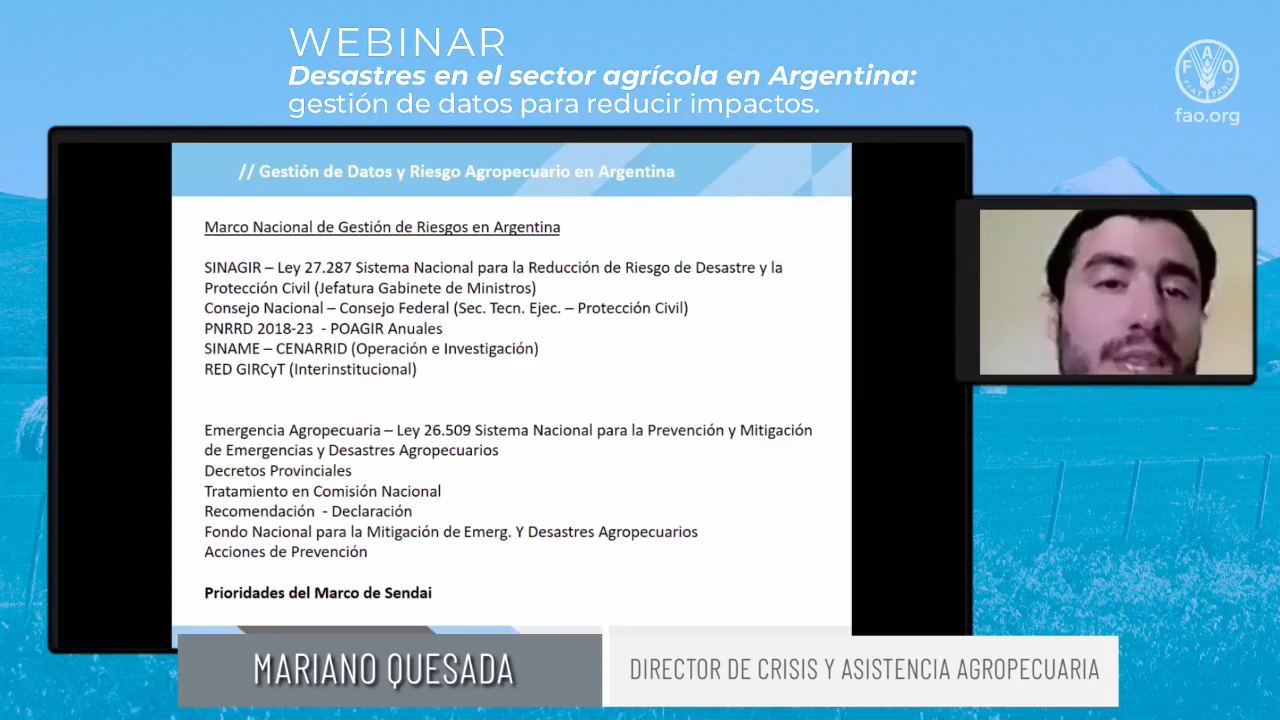 WEBINAR
Desastres en el sector agrícola en Argentina:
gestión de datos para reducir impactos.
F A O
FIAT PANIS
fao.org
// Gestión de Datos y Riesgo Agropecuario en Argentina
Marco Nacional de Gestión de Riesgos en Argentina
SINAGIR – Ley 27.287 Sistema Nacional para la Reducción de Riesgo de Desastre y la
Protección Civil (Jefatura Gabinete de Ministros)
Consejo Nacional – Consejo Federal (Sec. Tecn. Ejec. – Protección Civil)
PNRRD 2018-23 - POAGIR Anuales
SINAME – CENARRID (Operación e Investigación)
RED GIRCyT (Interinstitucional)
Emergencia Agropecuaria – Ley 26.509 Sistema Nacional para la Prevención y Mitigación
de Emergencias y Desastres Agropecuarios
Decretos Provinciales
Tratamiento en Comisión Nacional
Recomendación - Declaración
Fondo Nacional para la Mitigación de Emerg. Y Desastres Agropecuarios
Acciones de Prevención
Prioridades del Marco de Sendai
MARIANO QUESADA
DIRECTOR DE CRISIS Y ASISTENCIA AGROPECUARIA